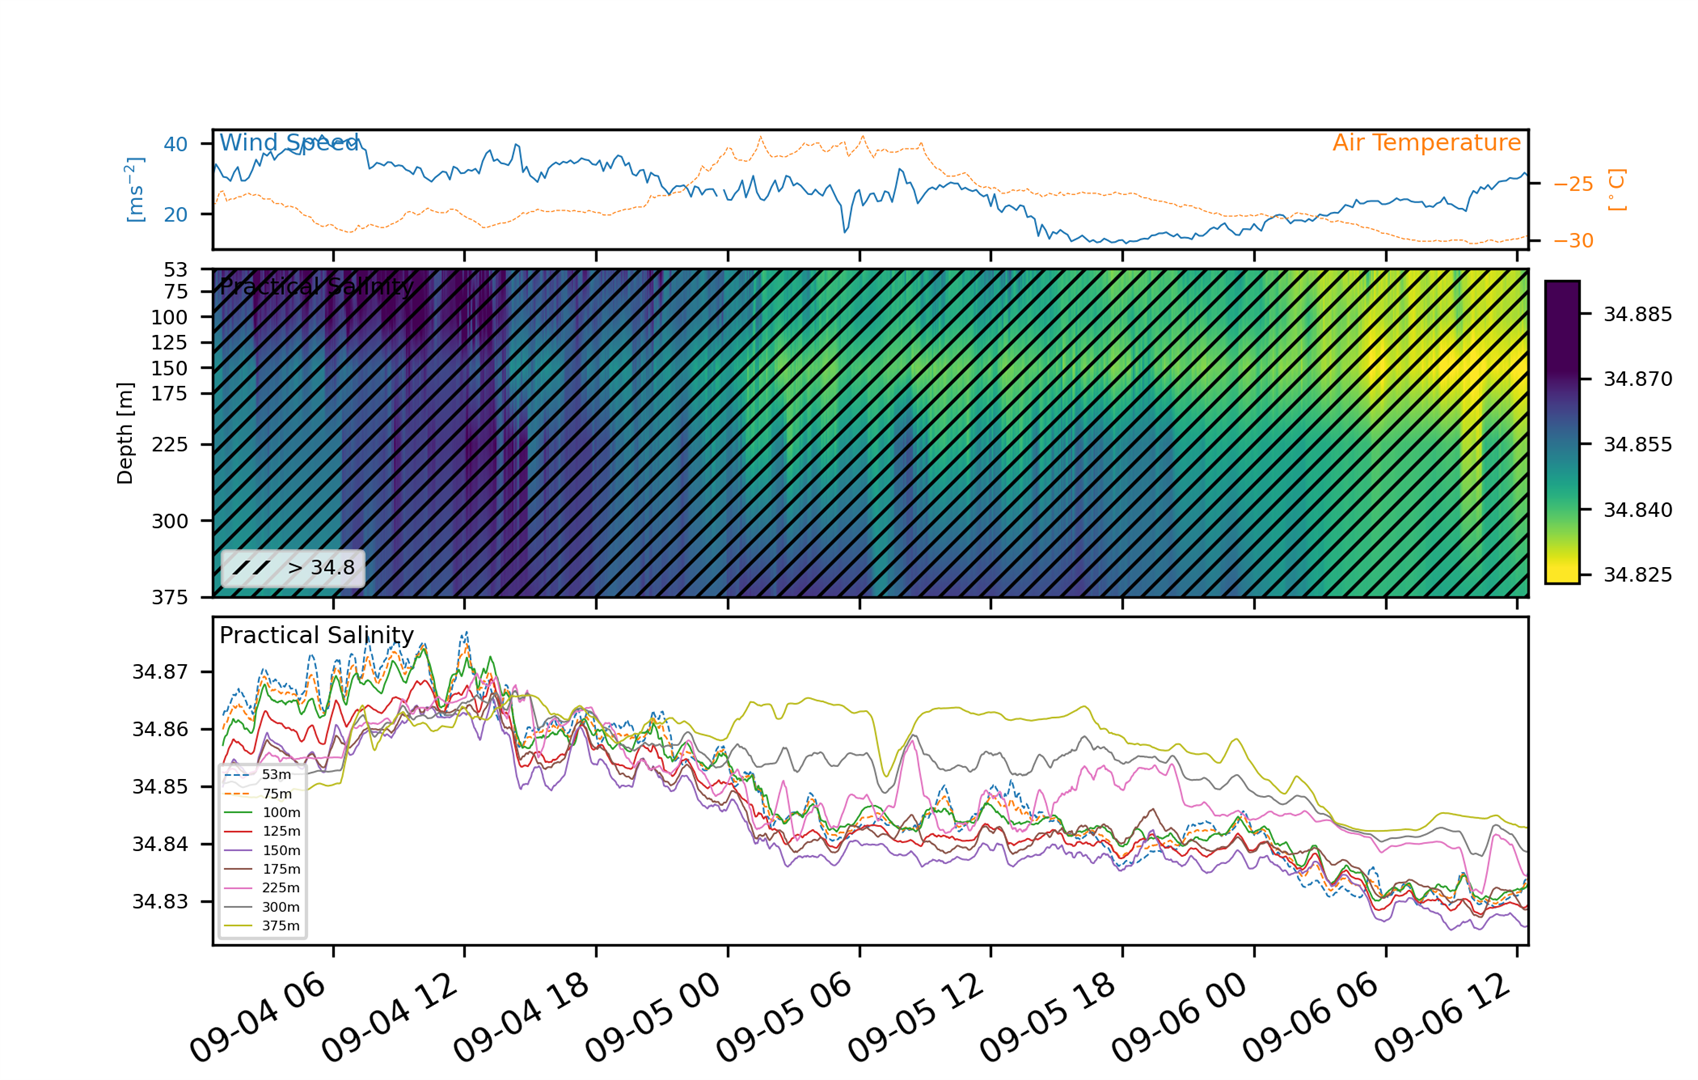 Wind Speed
Air Temperature
40
20
[ms⁻²]
−25
−30
[°C]
Practical Salinity
53
75
100
125
150
175
225
300
375
Depth [m]
> 34.8
34.885
34.870
34.855
34.840
34.825
Practical Salinity
34.87
34.86
34.85
34.84
34.83
53m
75m
100m
125m
150m
175m
225m
300m
375m
09-04 06
09-04 12
09-04 18
09-05 00
09-05 06
09-05 12
09-05 18
09-06 00
09-06 06
09-06 12